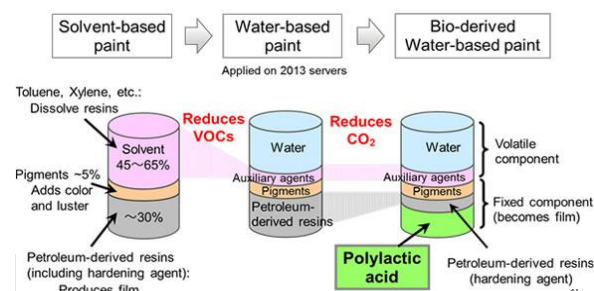 Solvent-based
paint
Water-based
paint
Bio-derived
Water-based paint
Applied on 2013 servers
Toluene, Xylene, etc.:
Dissolve resins
Reduces
VOCs
Reduces
CO2
Solvent
45～65%
Water
Water
Volatile
component
Pigments ~5%
Adds color
and luster
Auxiliary agents
Pigments
Petroleum-
derived resins
Auxiliary agents
Pigments
Fixed component
(becomes film)
～30%
Petroleum-derived resins
(including hardening agent):
Produces film
Polylactic
acid
Petroleum-derived resins
(hardening agent)